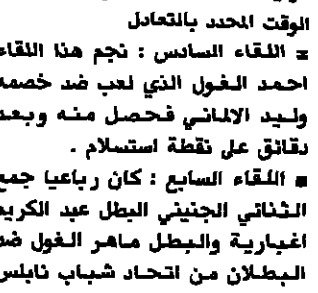 الوقت المحدد بالتعادل
■ اللقاء السادس : نجم هذا اللقاء
احمد الغول الذي لعب ضد خصمه
وليد الالماني فحصل منه وبعد
دقائق على نقطة استسلام .
■ اللقاء السابع : كان رباعيا جمع
الثنائي الجنيني البطل عبد الكريم
اغبارية والبطل ماهر الغول ضد
البطلان من اتحاد شباب نابلس